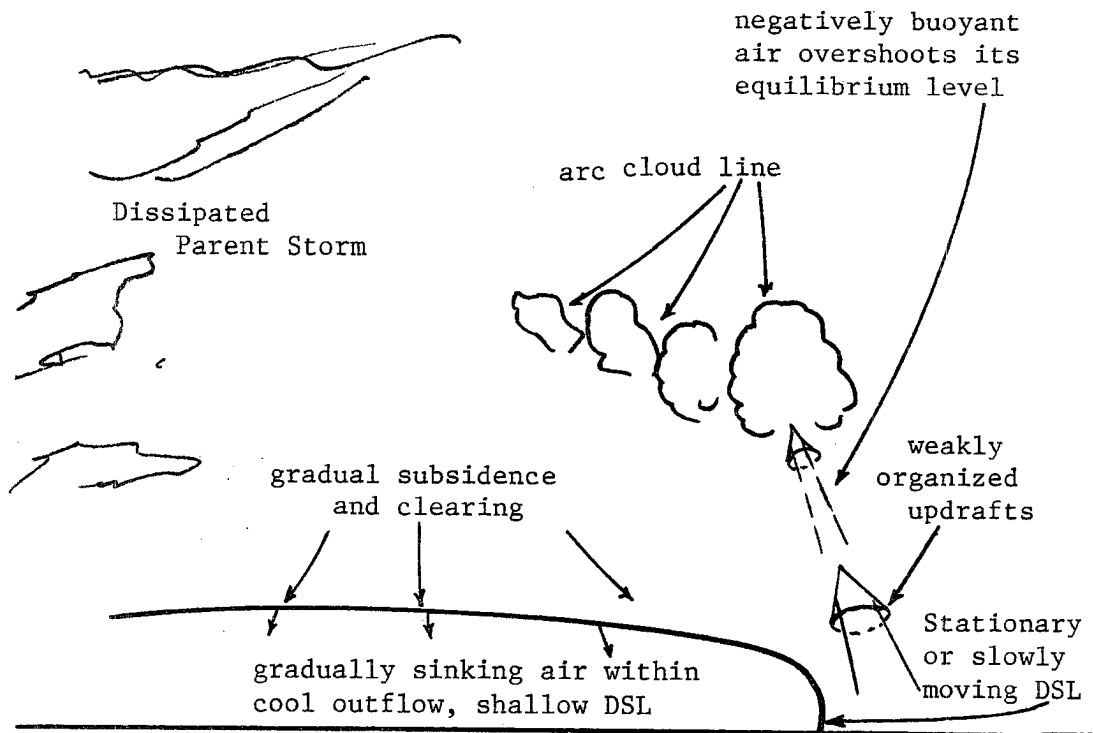 negatively buoyant
air overshoots its
equilibrium level
arc cloud line
Dissipated
Parent Storm
gradual subsidence
and clearing
weakly
organized
updrafts
Stationary
or slowly
moving DSL
gradually sinking air within
cool outflow, shallow DSL